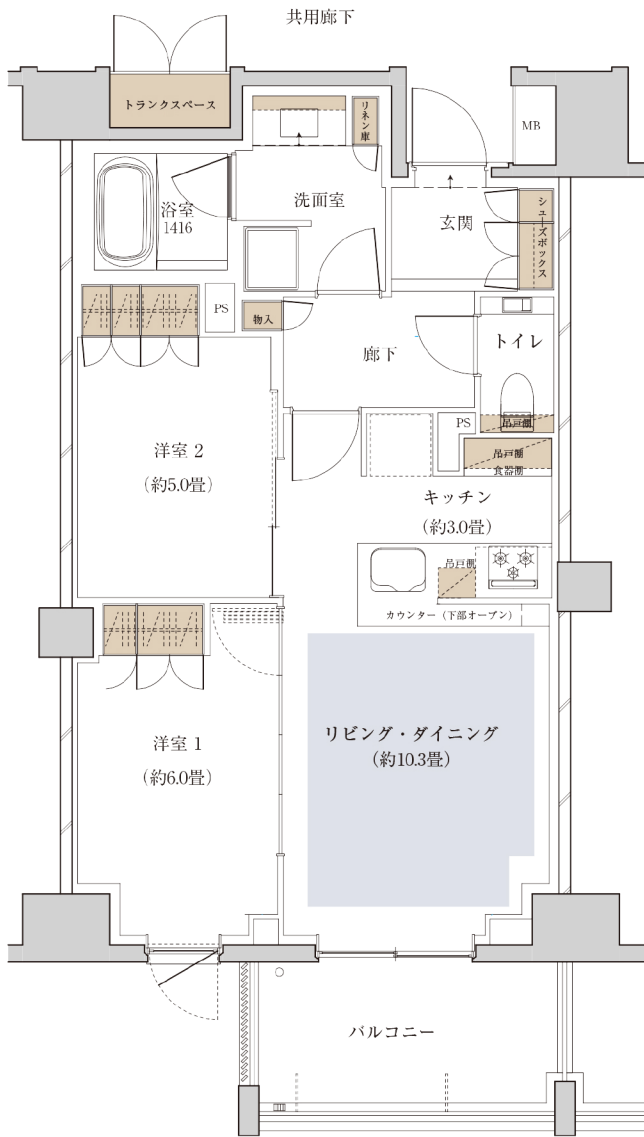 共用廊下
トランクスペース
リネン庫
MB
浴室
1416
洗面室
玄関
シューズボックス
PS
物入
廊下
トイレ
吊戸棚
PS
吊戸棚
食器棚
洋室 2
(約5.0畳)
キッチン
(約3.0畳)
吊戸棚
カウンター（下部オープン）
洋室 1
(約6.0畳)
リビング・ダイニング
(約10.3畳)
バルコニー